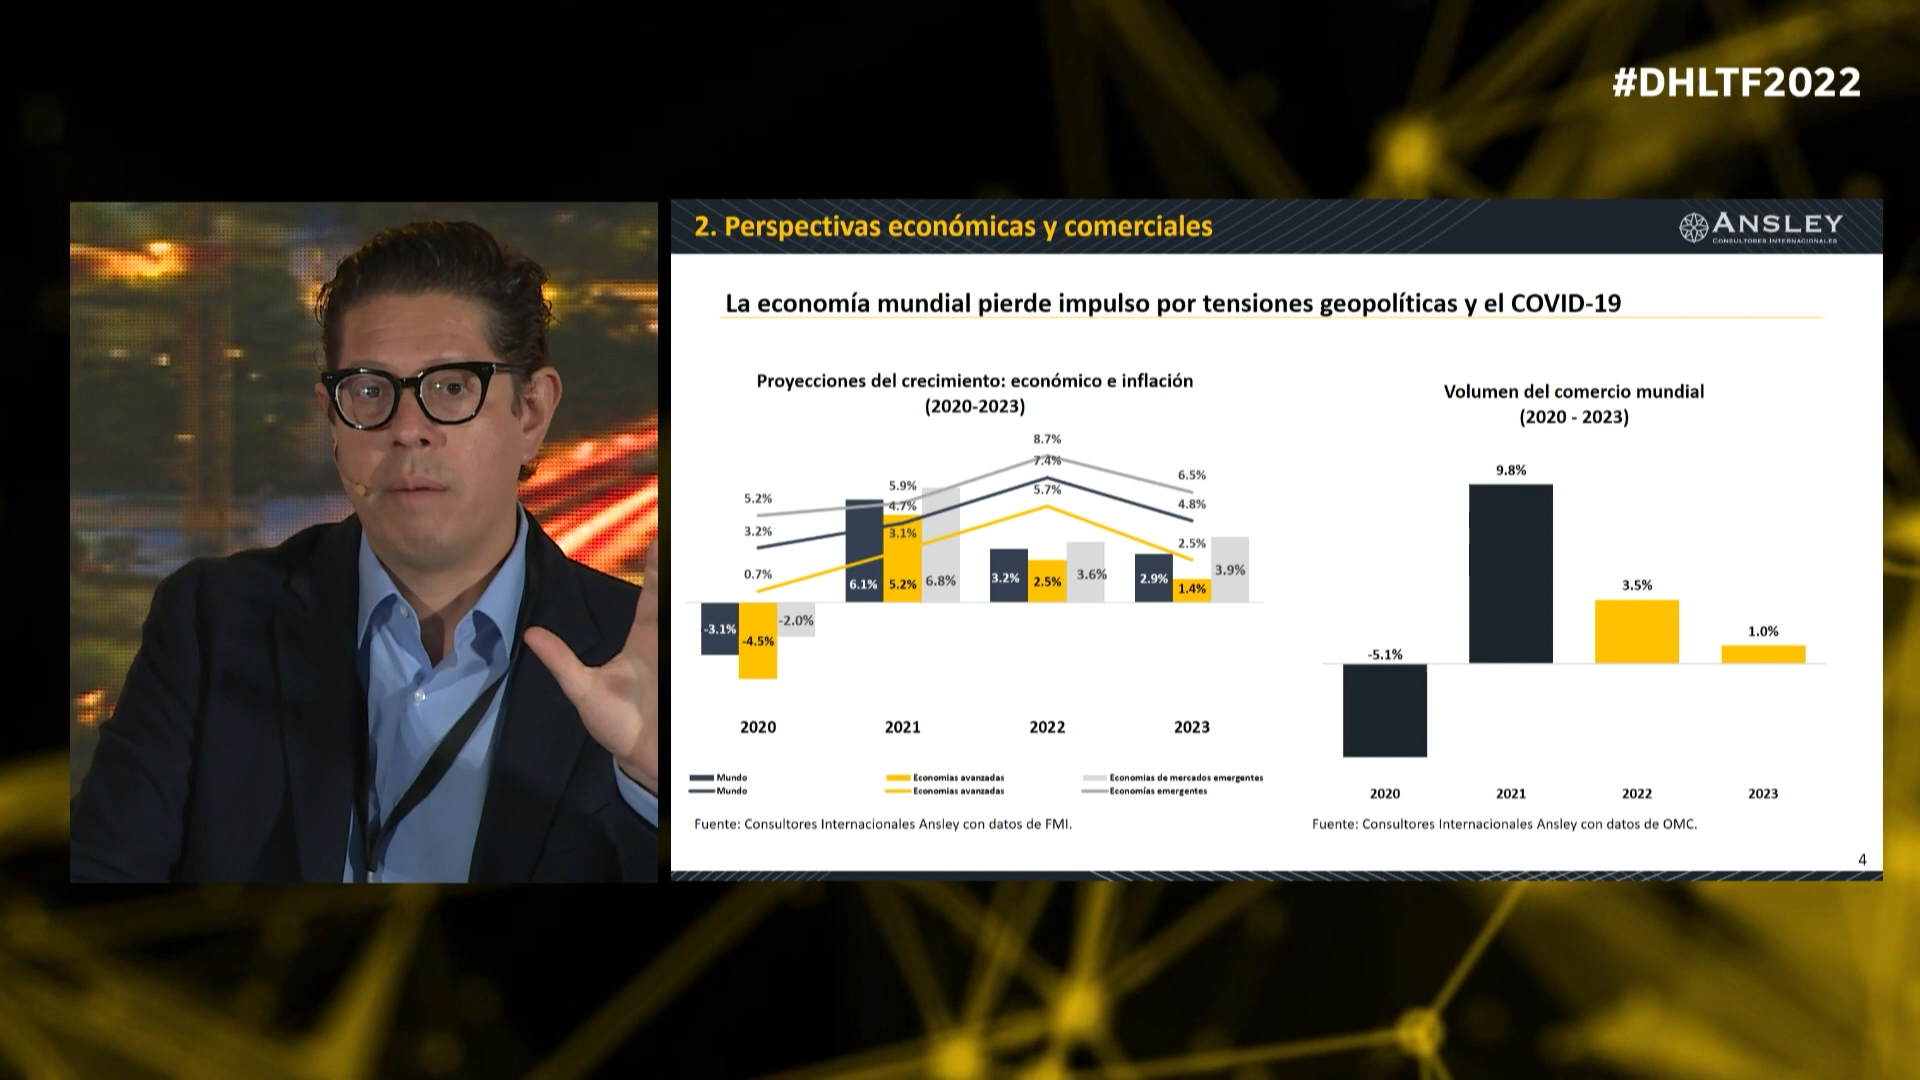 #DHLTF2022
2. Perspectivas económicas y comerciales
ANSLEY
CONSULTORES INTERNACIONALES
La economía mundial pierde impulso por tensiones geopolíticas y el COVID-19
Proyecciones del crecimiento: económico e inflación
(2020-2023)
8.7%
7.4%
5.7%
6.5%
4.8%
2.5%
5.9%
4.7%
3.1%
5.2%
3.2%
0.7%
6.1%
5.2%
6.8%
3.2%
2.5%
3.6%
2.9%
1.4%
3.9%
-3.1%
-4.5%
-2.0%
2020
2021
2022
2023
Mundo
Economias avanzadas
Economias de mercados emergentes
Mundo
Economias avanzadas
Economías emergentes
Fuente: Consultores Internacionales Ansley con datos de FMI.
Volumen del comercio mundial
(2020 - 2023)
9.8%
3.5%
1.0%
-5.1%
2020
2021
2022
2023
Fuente: Consultores Internacionales Ansley con datos de OMC.
4